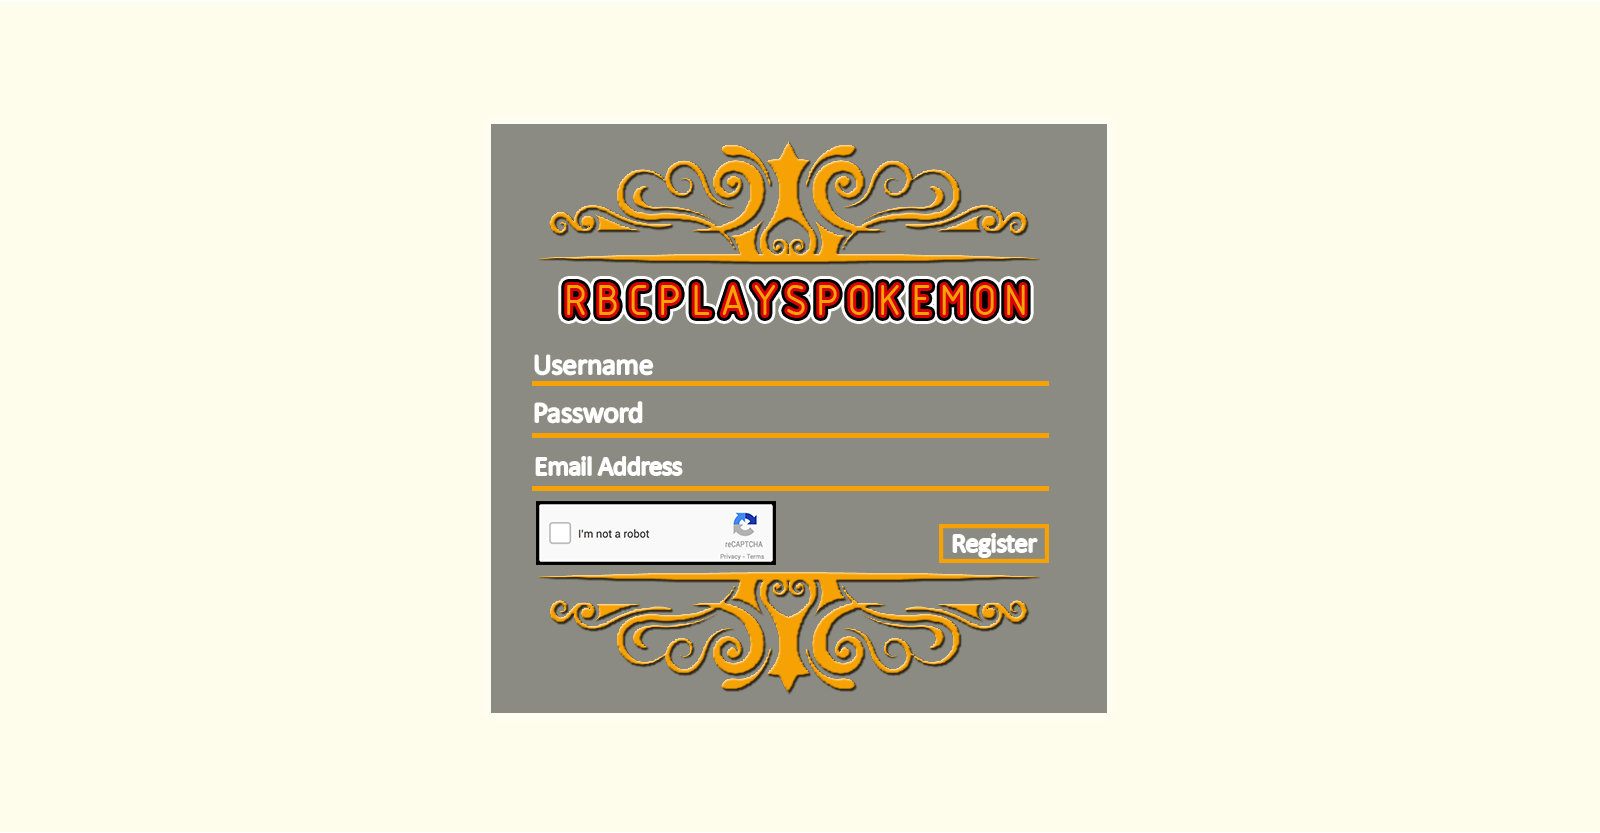 RBCPLAYSPOKEMON
Username
Password
Email Address
I'm not a robot
reCAPTCHA
Privacy - Terms
Register